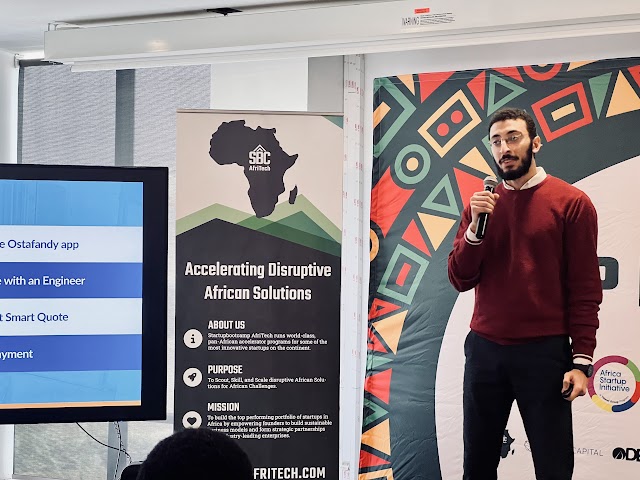 WARNING
SBC
AfriTech
Accelerating Disruptive
African Solutions
ABOUT US
Startupbootcamp AfriTech runs world-class,
pan-African accelerator programs for some of the
most innovative startups on the continent.
PURPOSE
To Scout, Skill, and Scale disruptive African Solu-
tions for African Challenges.
MISSION
To build the top performing portfolio of startups in
Africa by empowering founders to build sustainable
business models and form strategic partnerships
industry-leading enterprises.
FRITECH.COM
e Ostafandy app
e with an Engineer
t Smart Quote
yment
Africa
Startup
Initiative
CAPITAL